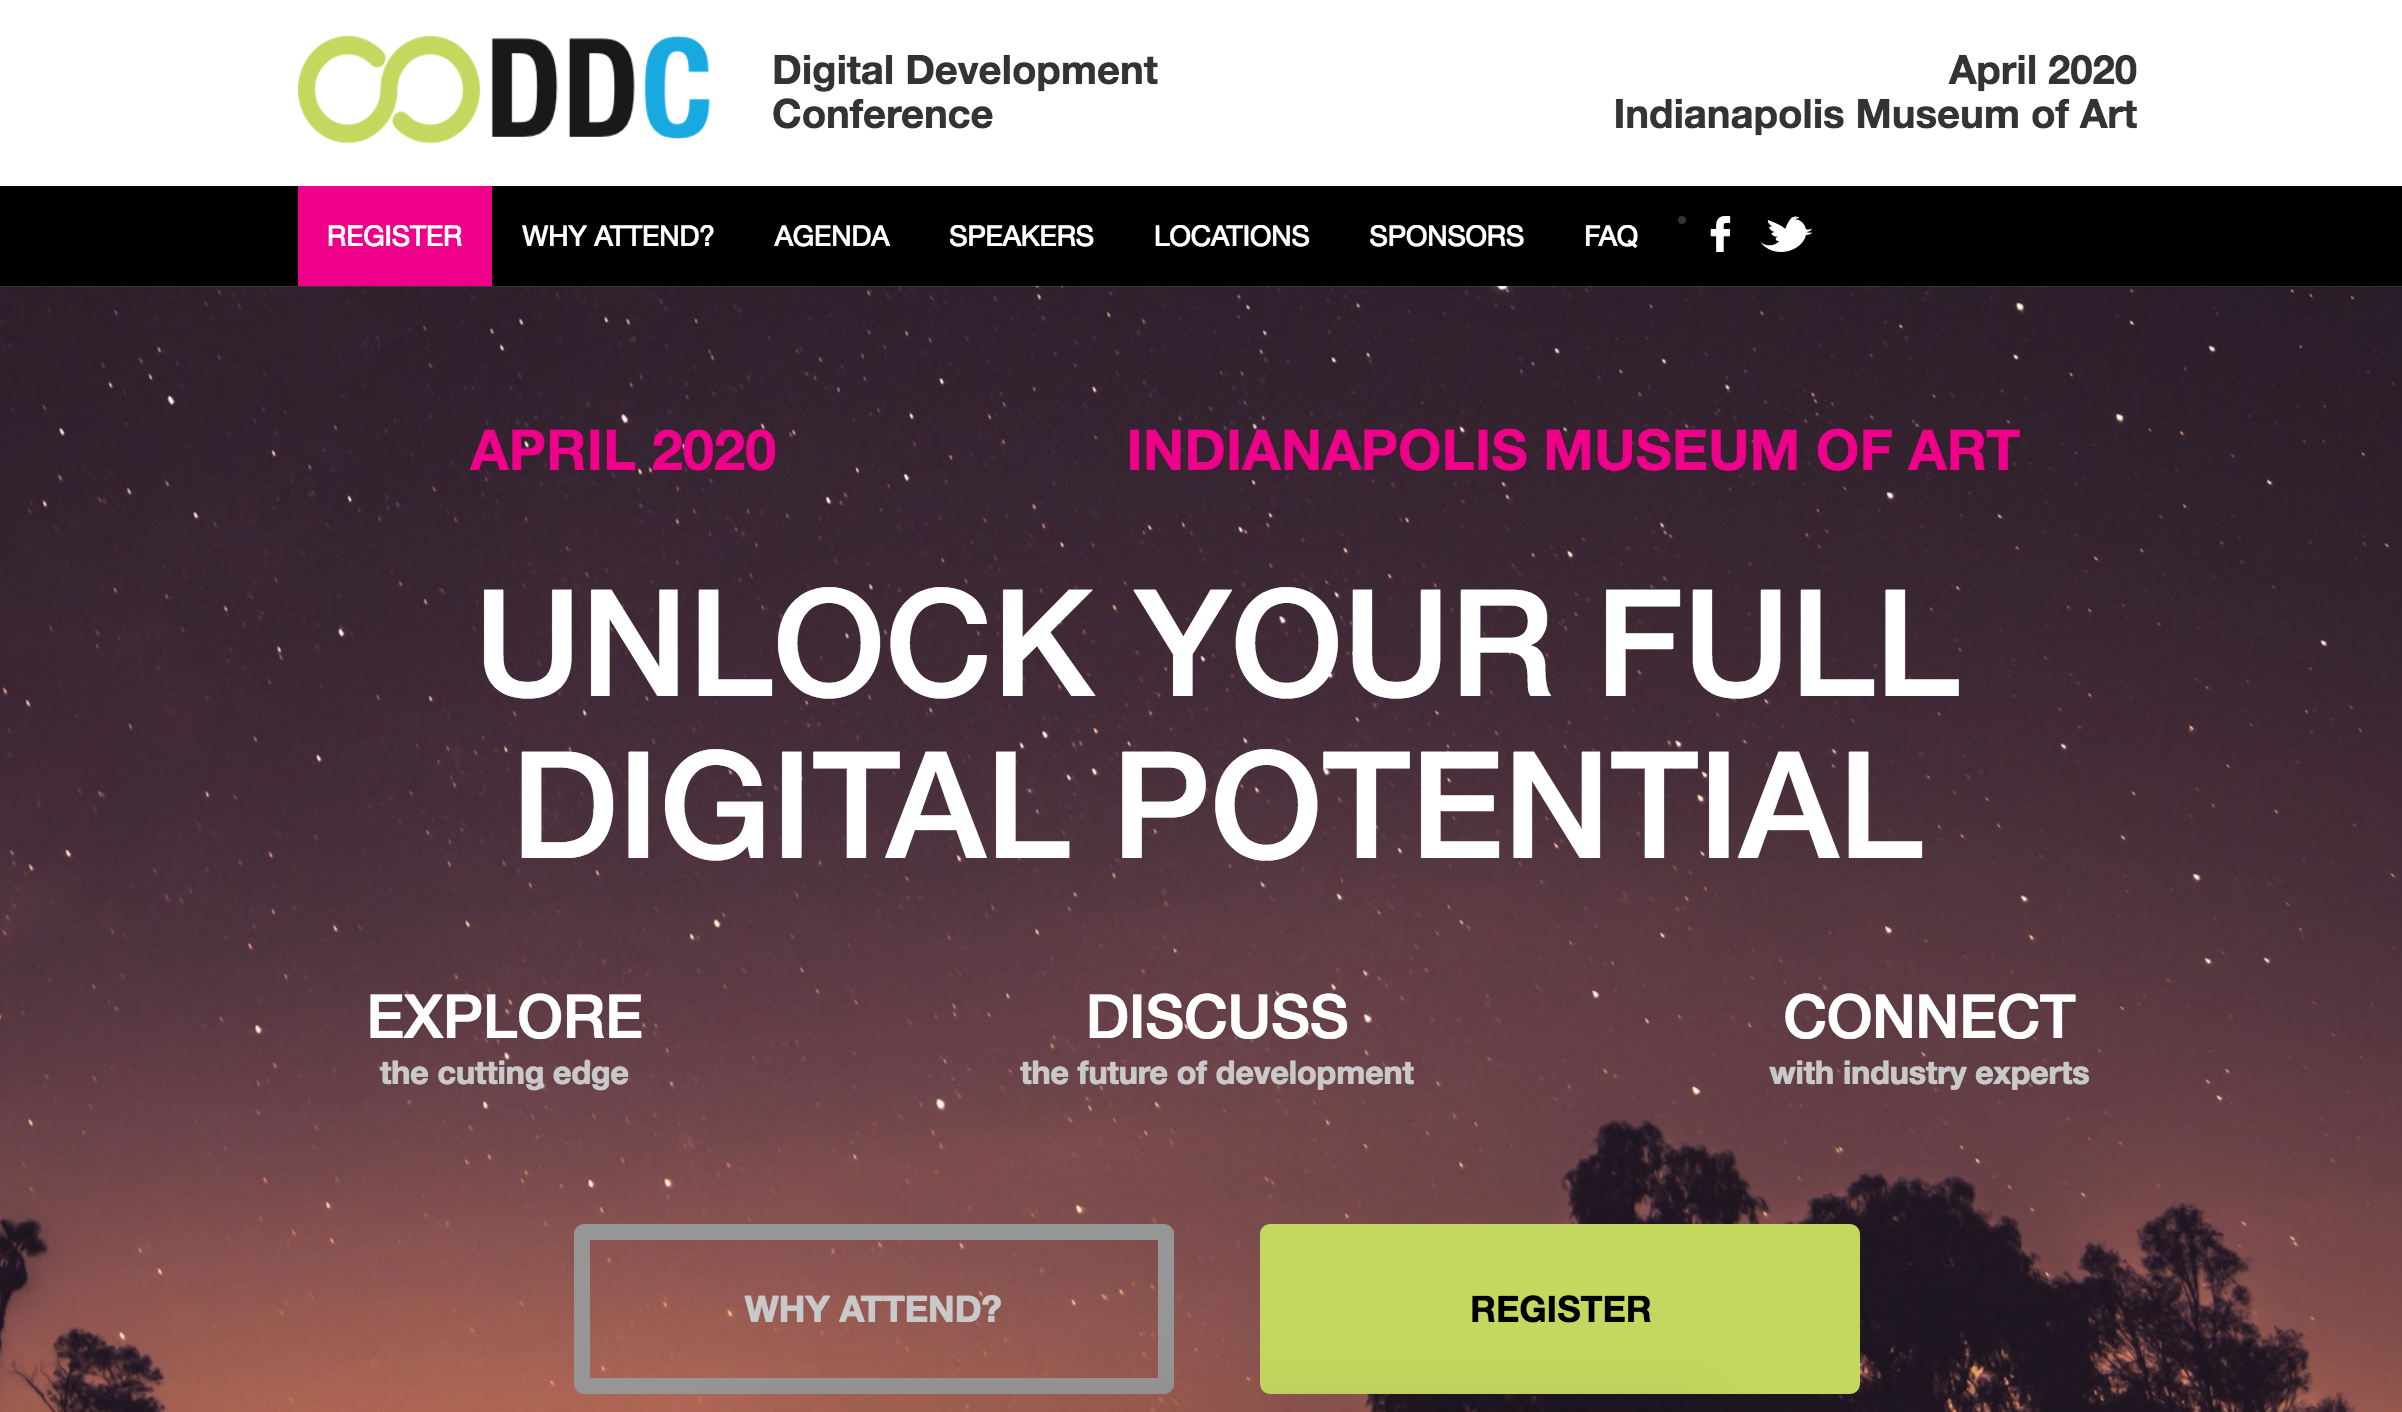 DDC
Digital Development
Conference
April 2020
Indianapolis Museum of Art
REGISTER WHY ATTEND? AGENDA SPEAKERS LOCATIONS SPONSORS FAQ
APRIL 2020
INDIANAPOLIS MUSEUM OF ART
UNLOCK YOUR FULL
DIGITAL POTENTIAL
EXPLORE
the cutting edge
DISCUSS
the future of development
CONNECT
with industry experts
WHY ATTEND?
REGISTER